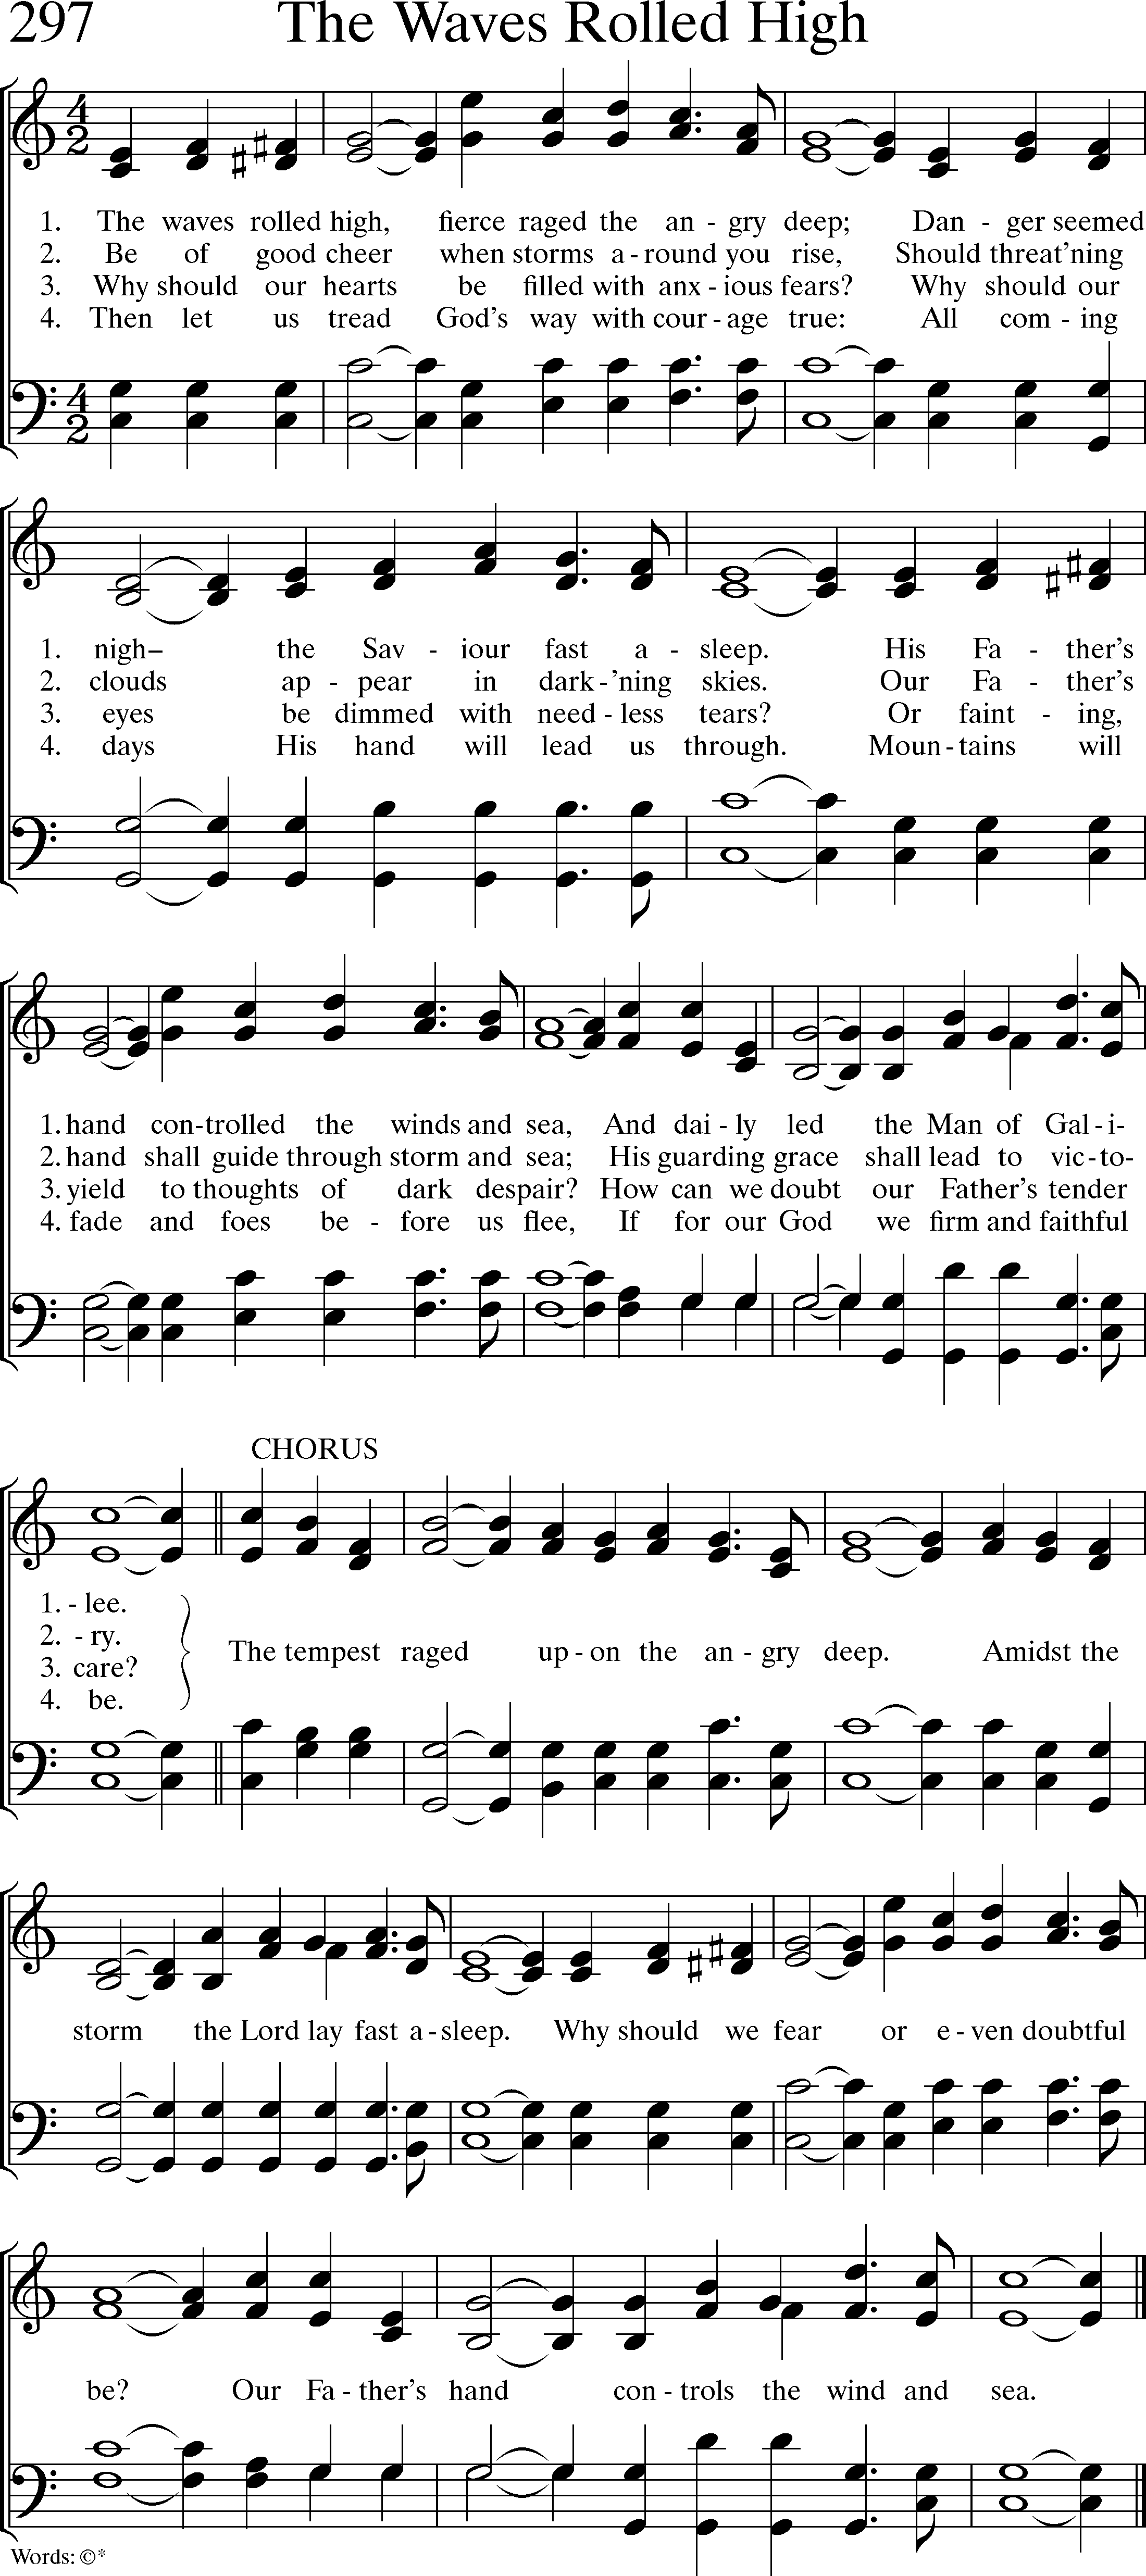 297 The Waves Rolled High
1. The waves rolled high, fierce raged the an - gry deep; Dan - ger seemed
2. Be of good cheer when storms a - round you rise, Should threat'ning
3. Why should our hearts be filled with anx - ious fears? Why should our
4. Then let us tread God's way with cour - age true: All com - ing
1. nigh– the Sav - iour fast a - sleep. His Fa - ther's
2. clouds ap - pear in dark - 'ning skies. Our Fa - ther's
3. eyes be dimmed with need - less tears? Or faint - ing,
4. days His hand will lead us through. Moun - tains will
1. hand con-trolled the winds and sea, And dai - ly led the Man of Gal - i-
2. hand shall guide through storm and sea; His guarding grace shall lead to vic - to-
3. yield to thoughts of dark despair? How can we doubt our Father's tender
4. fade and foes be - fore us flee, If for our God we firm and faithful
CHORUS
1. - lee.
2. - ry.
3. care?
4. be.
The tempest raged up - on the an - gry deep. Amidst the
storm the Lord lay fast a - sleep. Why should we fear or e - ven doubtful
be? Our Fa - ther's hand con - trols the wind and sea.
Words: ©*